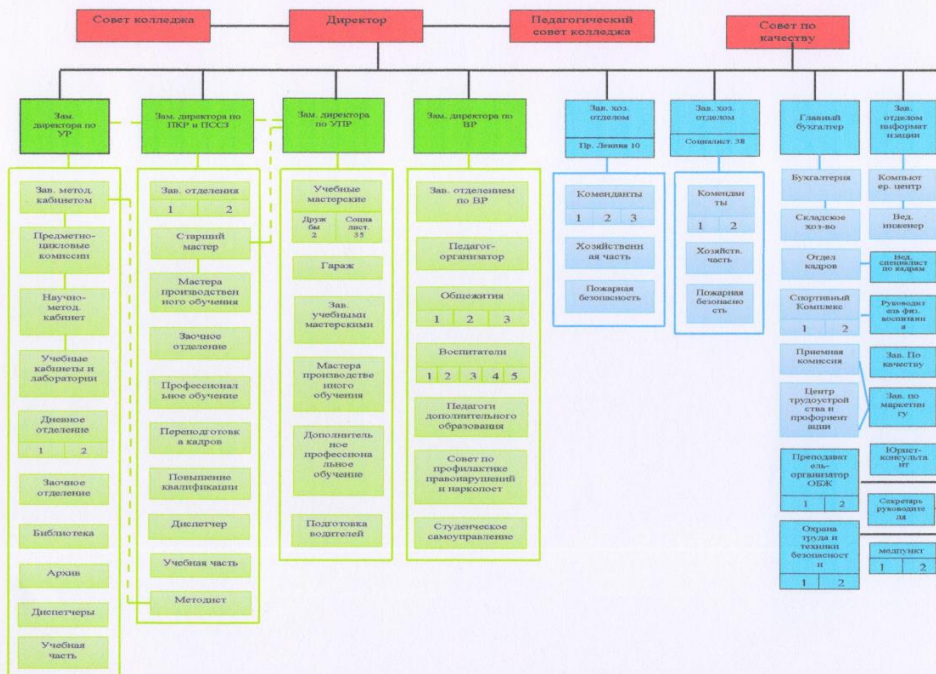 Совет колледжа
Директор
Педагогический
совет колледжа
Совет по
качеству
Зам.
директора по
УР
Зам. директора по
ПКР и ПССЗ
Зам.
директора
по УПР
Зам. директора по
ВР
Зав. хоз.
отделом
Пр. Ленина 10
Зав. хоз.
отделом
Социалист. 38
Главный
бухгалтер
Зав.
отделом
информат
изации
Зав. метод.
кабинетом
Предметно-
цикловые
комиссии
Научно-
метод.
кабинет
Учебные
кабинеты и
лаборатории
Дневное
отделение
1 2
Заочное
отделение
Библиотека
Архив
Диспетчеры
Учебная
часть
Зав. отделения
1 2
Старший
мастер
Мастера
производствен
ного обучения
Заочное
отделение
Профессионал
ьное обучение
Переподготовк
а кадров
Повышение
квалификации
Диспетчер
Учебная часть
Методист
Учебные
мастерские
Друж
бы
2
Социа
лист.
35
Гараж
Зав.
учебными
мастерскими
Мастера
производстве
нного
обучения
Дополнитель
ное
профессиона
льное
обучение
Подготовка
водителей
Зав. отделением
по ВР
Педагог-
организатор
Общежития
1 2 3
Воспитатели
1 2 3 4 5
Педагоги
дополнительного
образования
Совет по
профилактике
правонарушений
и наркопост
Студенческое
самоуправление
Коменданты
1 2 3
Хозяйственн
ая часть
Пожарная
безопасность
Комендан
ты
1 2
Хозяйств.
часть
Пожарная
безопасно
сть
Бухгалтерия
Складское
хоз-во
Отдел
кадров
Спортивный
Комплекс
1 2
Приемная
комиссия
Центр
трудоустрой
ства и
профориент
ации
Преподават
ель-
организатор
ОБЖ
1 2
Охрана
труда и
техники
безопасност
и
1 2
Компьют
ер. центр
Вед.
инженер
Вед.
специалист
по кадрам
Руководит
ель физ.
воспитани
я
Зав. По
качеству
Зав. по
маркетин
гу
Юрист-
консульта
нт
Секретарь
руководите
ля
медпункт
1 2